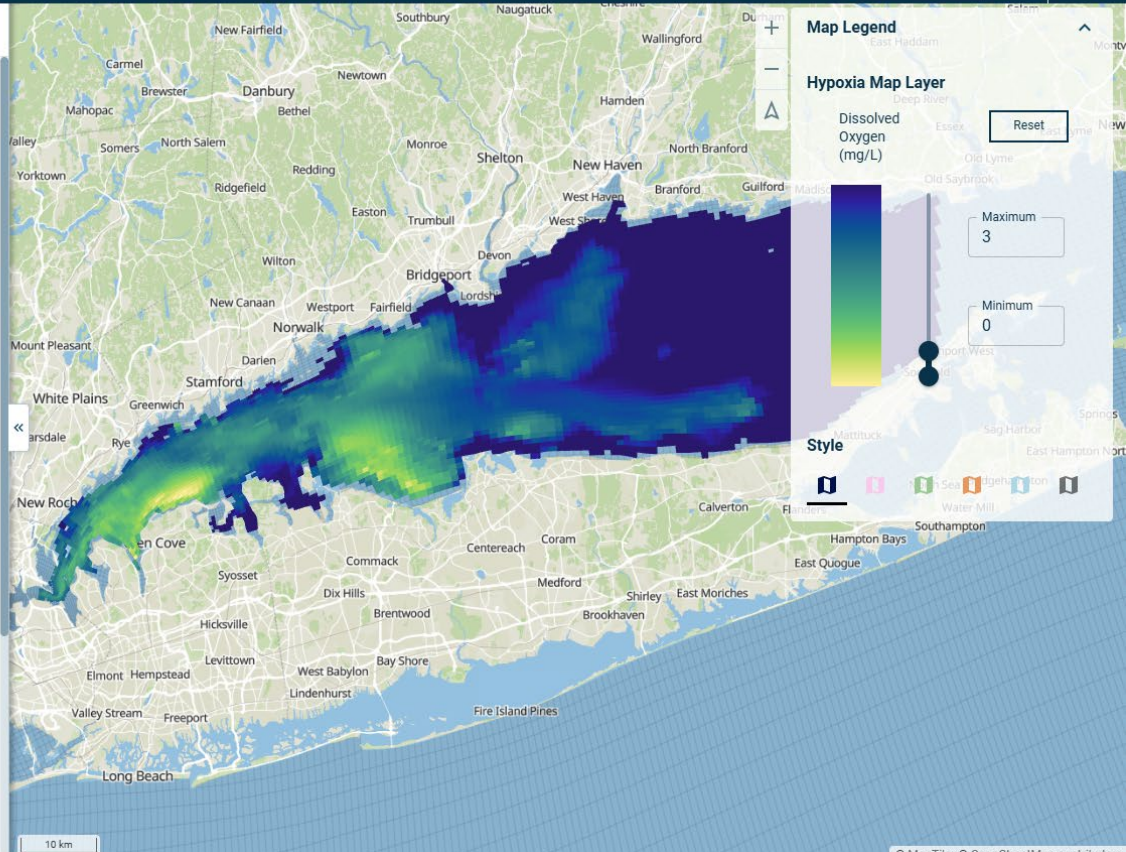 Southbury
Naugatuck
New Fairfield
Wallingford
Carmel
Newtown
Brewster
Danbury
Hamden
Mahopac
Bethel
Somers
North Salem
Monroe
North Branford
Shelton
New Haven
Yorktown
Redding
Ridgefield
West Haven
Branford
Guilford
Easton
Trumbull
Devon
Wilton
Bridgeport
New Canaan
Westport
Fairfield
Norwalk
Mount Pleasant
Darien
Stamford
White Plains
Greenwich
Rye
New Roch
en Cove
Syosset
Commack
Centereach
Coram
Calverton
Dix Hills
Medford
Brentwood
Shirley
East Moriches
Brookhaven
Hicksville
Levittown
Bay Shore
Elmont
Hempstead
West Babylon
Lindenhurst
Valley Stream
Freeport
Fire Island Pines
Long Beach
10 km
+
−
Map Legend
East Haddam
Hypoxia Map Layer
Deep River
Dissolved
Oxygen
(mg/L)
Reset
Essex
Old Lyme
Old Saybrook
Maximum
3
Minimum
0
Mattituck
Sag Harbor
Springs
East Hampton North
Style
Water Mill
Southampton
Hampton Bays
East Quogue
«